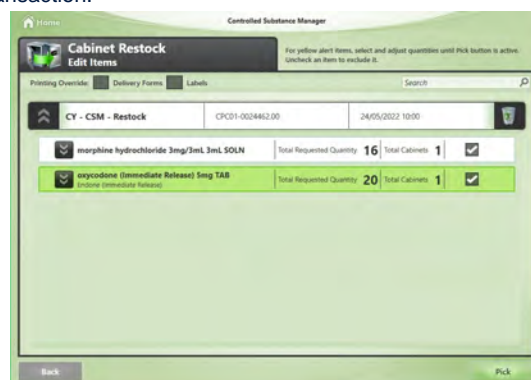 nsaction.
Home
Controlled Substance Manager
Cabinet Restock
Edit Items
For yellow alert items, select and adjust quantities until Pick button is active.
Uncheck an item to exclude it.
Printing Override: Delivery Forms Labels
Search
CY - CSM - Restock CPC01-0024462.00 24/05/2022 10:00
morphine hydrochloride 3mg/3mL 3mL SOLN Total Requested Quantity 16 Total Cabinets 1
oxycodone (Immediate Release) 5mg TAB Total Requested Quantity 20 Total Cabinets 1
Endone (Immediate Release)
Back
Pick